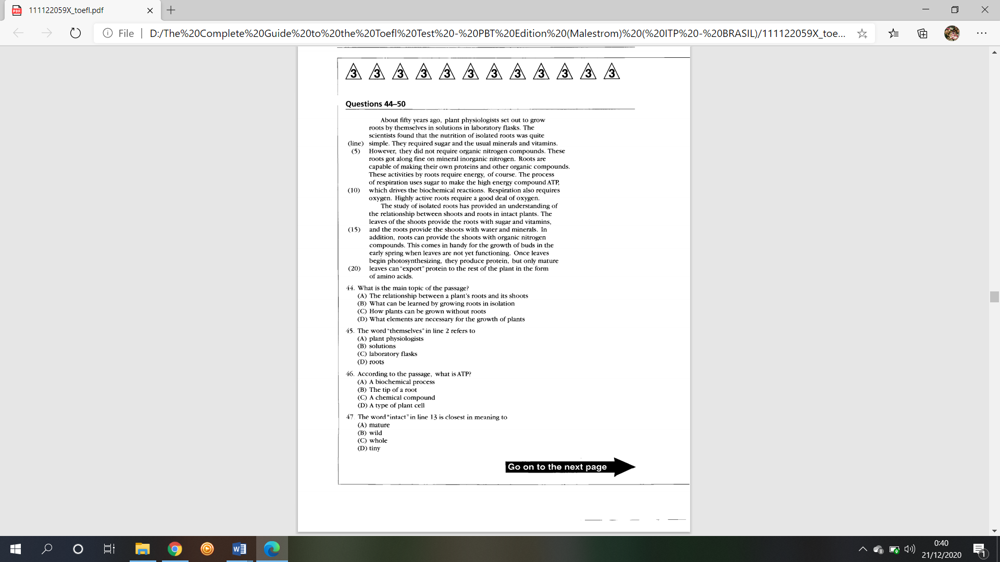 111122059X_toefl.pdf
File
D:/The%20Complete%20Guide%20to%20the%20Toefl%20Test%20-%20PBT%20Edition%20(Malestrom)%20(%20ITP%20-%20BRASIL)/111122059X_toe...
3 3 3 3 3 3 3 3 3 3 3 3
Questions 44–50
About fifty years ago, plant physiologists set out to grow
roots by themselves in solutions in laboratory flasks. The
scientists found that the nutrition of isolated roots was quite
(line) simple. They required sugar and the usual minerals and vitamins.
(5) However, they did not require organic nitrogen compounds. These
roots got along fine on mineral inorganic nitrogen. Roots are
capable of making their own proteins and other organic compounds.
These activities by roots require energy, of course. The process
of respiration uses sugar to make the high energy compound ATP,
(10) which drives the biochemical reactions. Respiration also requires
oxygen. Highly active roots require a good deal of oxygen.
The study of isolated roots has provided an understanding of
the relationship between shoots and roots in intact plants. The
leaves of the shoots provide the roots with sugar and vitamins,
(15) and the roots provide the shoots with water and minerals. In
addition, roots can provide the shoots with organic nitrogen
compounds. This comes in handy for the growth of buds in the
early spring when leaves are not yet functioning. Once leaves
begin photosynthesizing, they produce protein, but only mature
(20) leaves can "export" protein to the rest of the plant in the form
of amino acids.
44. What is the main topic of the passage?
(A) The relationship between a plant's roots and its shoots
(B) What can be learned by growing roots in isolation
(C) How plants can be grown without roots
(D) What elements are necessary for the growth of plants
45. The word "themselves" in line 2 refers to
(A) plant physiologists
(B) solutions
(C) laboratory flasks
(D) roots
46. According to the passage, what is ATP?
(A) A biochemical process
(B) The tip of a root
(C) A chemical compound
(D) A type of plant cell
47. The word "intact" in line 13 is closest in meaning to
(A) mature
(B) wild
(C) whole
(D) tiny
Go on to the next page
0:40
21/12/2020
1